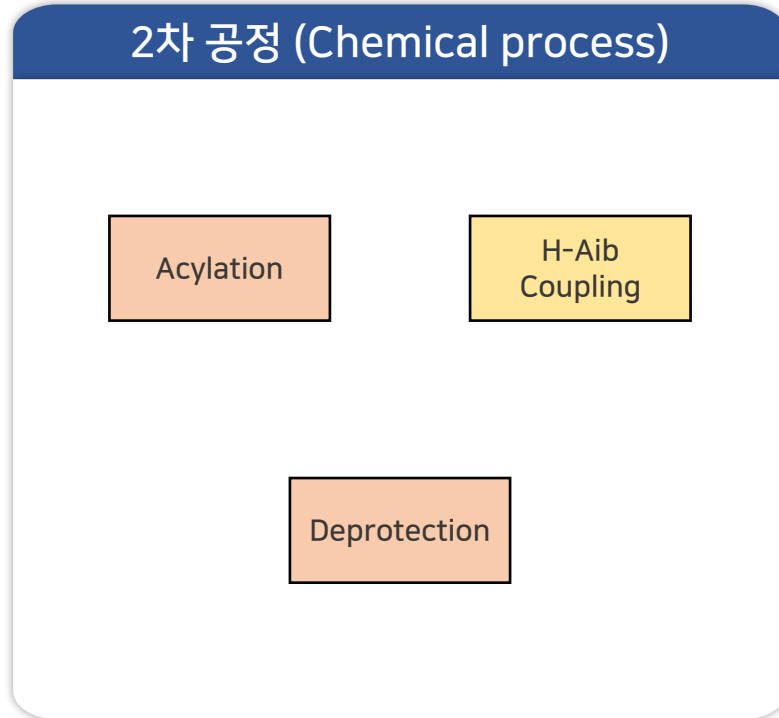 2차 공정 (Chemical process)
Acylation
H-Aib
Coupling
Deprotection